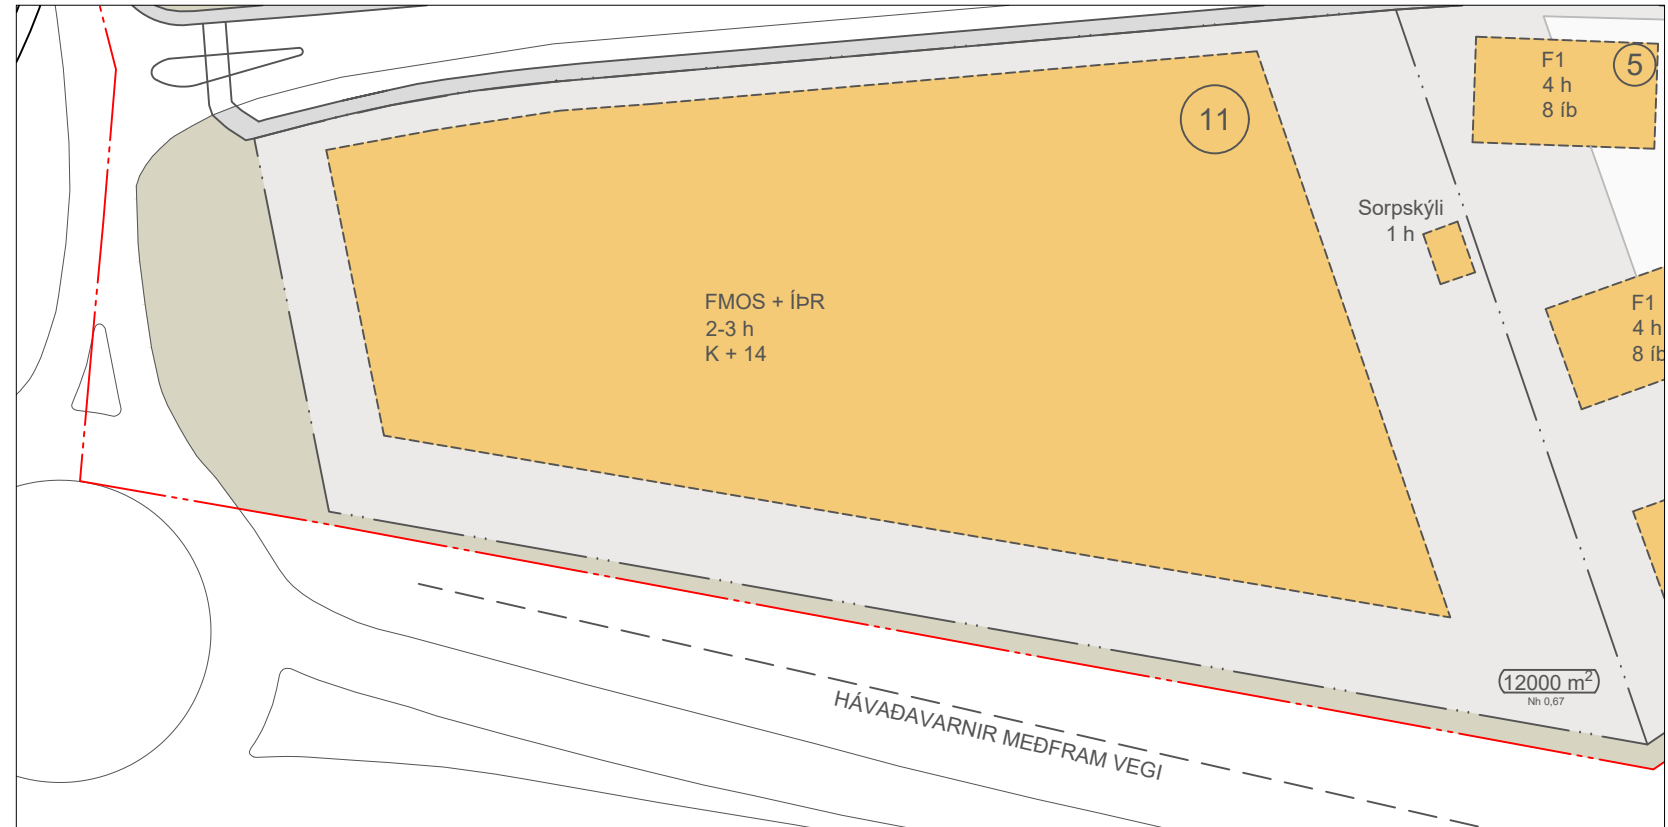 F1
4 h
8 íb
5
11
Sorpskýli
1 h
FMOS + ÍÞR
2-3 h
K + 14
F1
4 h
8 íb
12000 m²
Nh 0,67
HÁVAÐAVARNIR MEÐFRAM VEGI